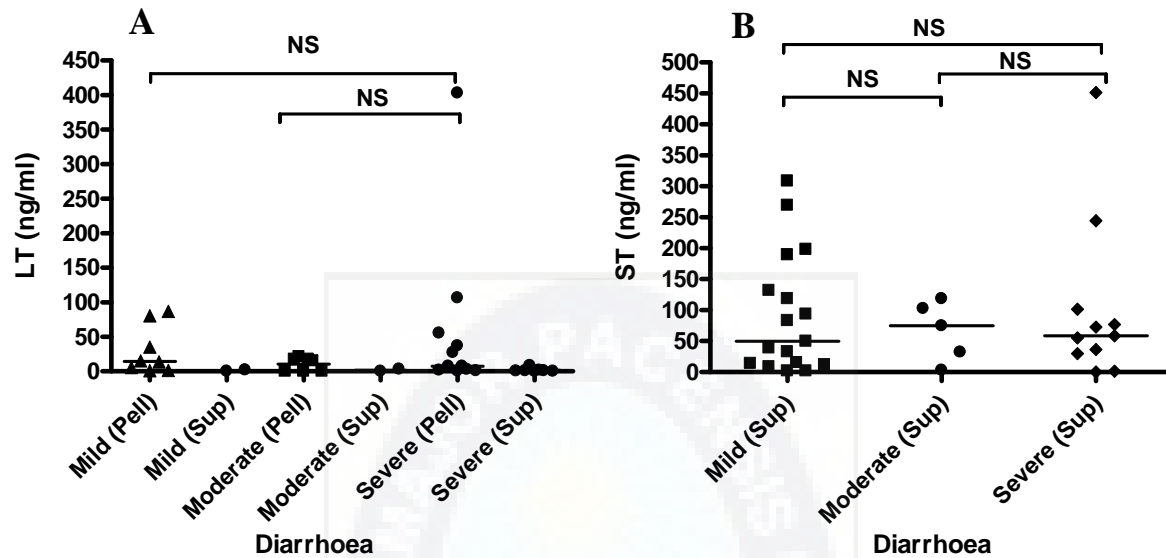 A
NS
NS
LT (ng/ml)
450
400
350
300
250
200
150
100
50
0
Mild (Pell)
Mild (Sup)
Moderate (Pell)
Moderate (Sup)
Severe (Pell)
Severe (Sup)
Diarrhoea
B
NS
NS
NS
ST (ng/ml)
500
450
400
350
300
250
200
150
100
50
0
Mild (Sup)
Moderate (Sup)
Severe (Sup)
Diarrhoea